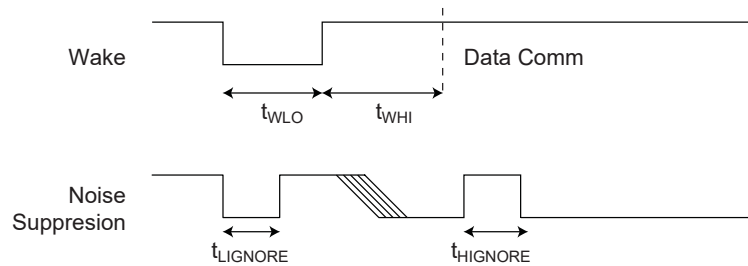 Wake
Data Comm
tWLO
tWHI
Noise
Suppresion
tLIGNORE
tHIGNORE